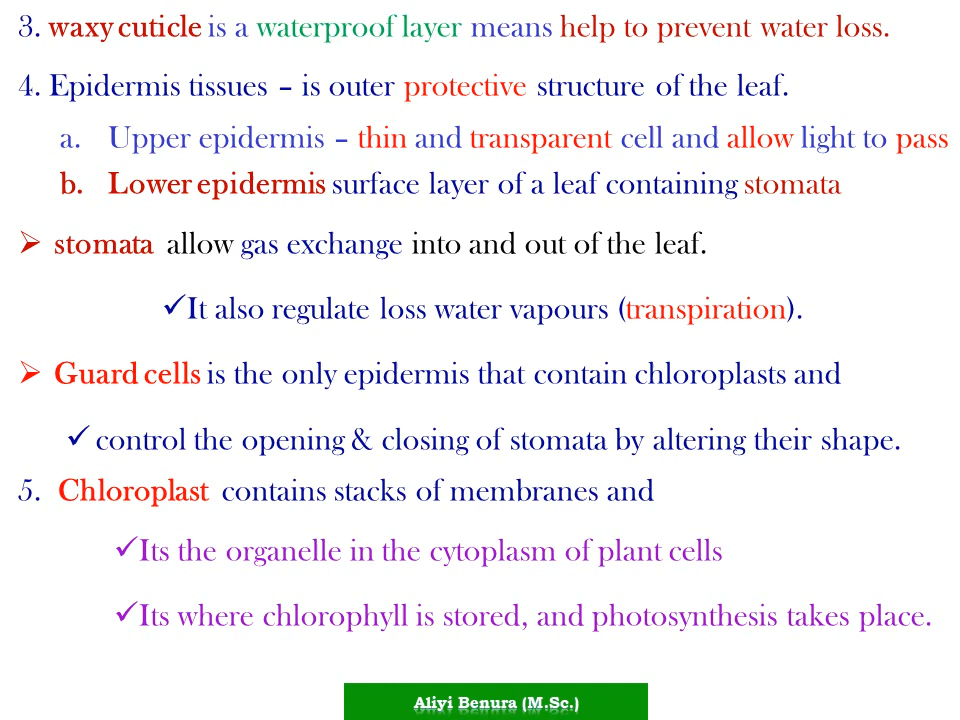 3. waxy cuticle is a waterproof layer means help to prevent water loss.
4. Epidermis tissues – is outer protective structure of the leaf.
a. Upper epidermis – thin and transparent cell and allow light to pass
b. Lower epidermis surface layer of a leaf containing stomata
➢ stomata allow gas exchange into and out of the leaf.
✓ It also regulate loss water vapours (transpiration).
➢ Guard cells is the only epidermis that contain chloroplasts and
✓ control the opening & closing of stomata by altering their shape.
5. Chloroplast contains stacks of membranes and
✓ Its the organelle in the cytoplasm of plant cells
✓ Its where chlorophyll is stored, and photosynthesis takes place.
Aliyi Benura (M.Sc.)